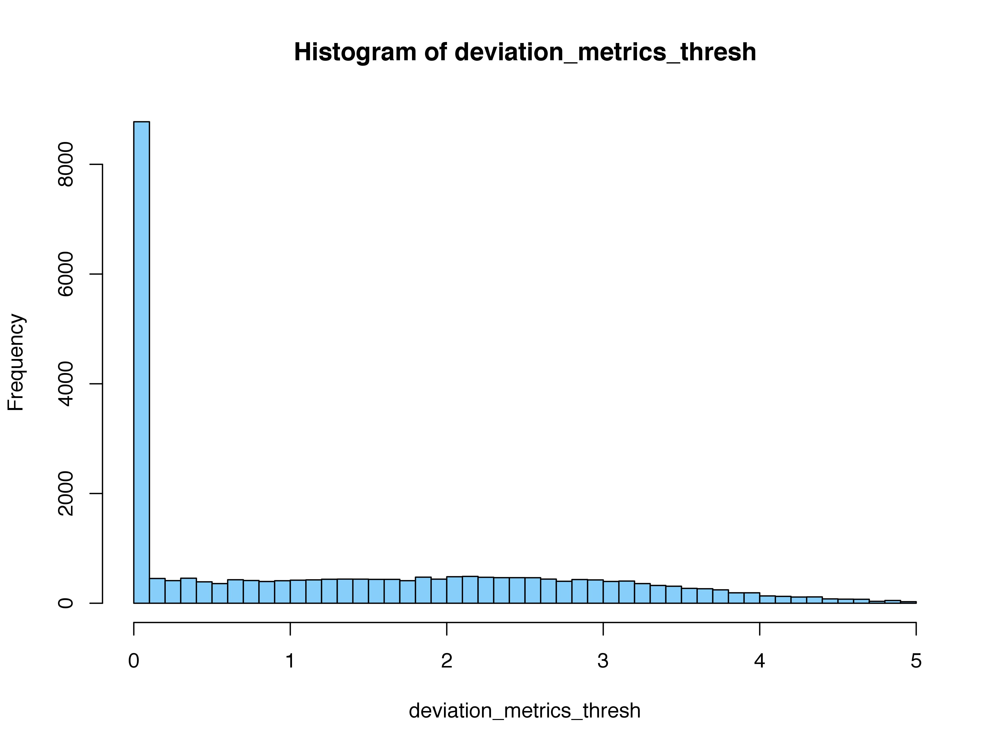 Histogram of deviation_metrics_thresh
Frequency
8000
6000
4000
2000
0
0 1 2 3 4 5
deviation_metrics_thresh